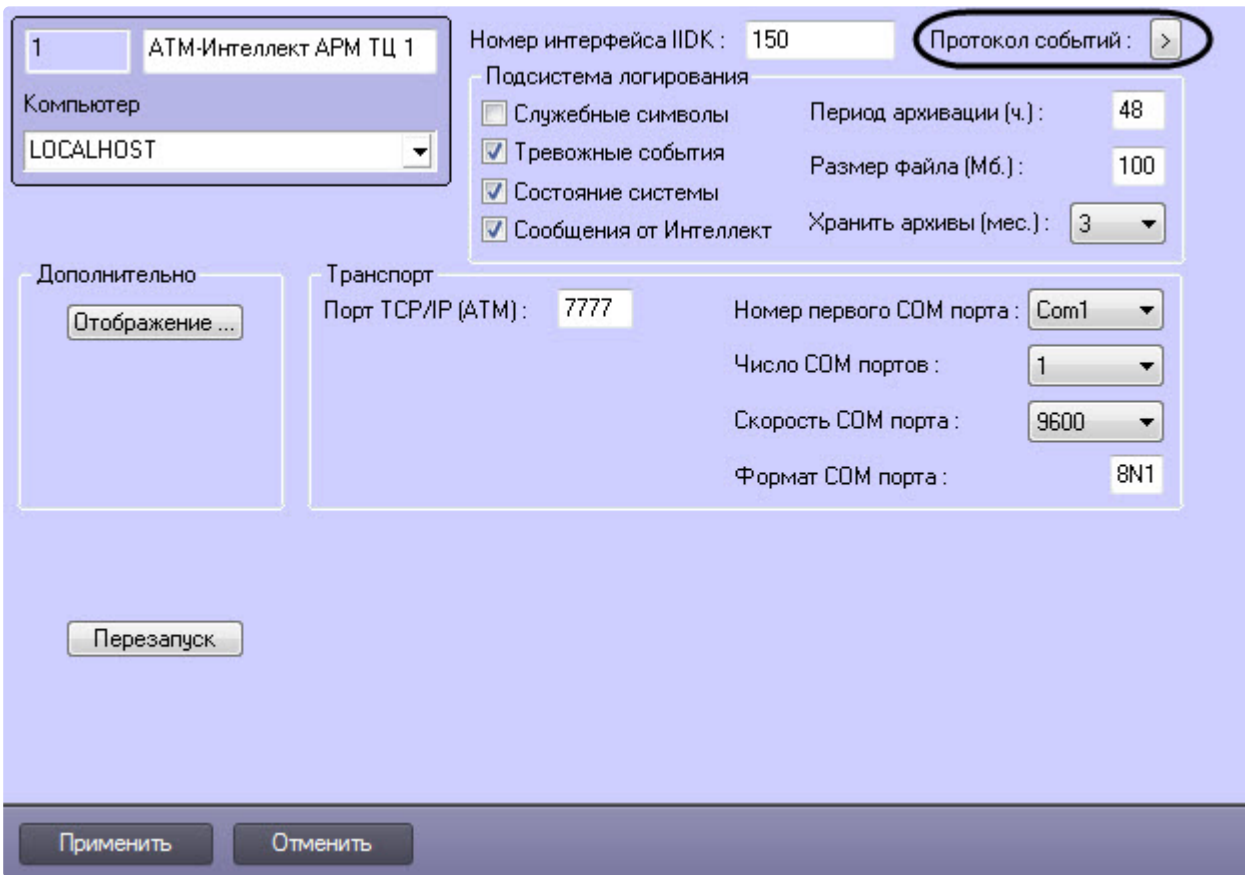 1
АТМ-Интеллект АРМ ТЦ 1
Компьютер
LOCALHOST
Номер интерфейса IIDK : 150
Протокол событий : >
Подсистема логирования
Служебные символы
Тревожные события
Состояние системы
Сообщения от Интеллект
Период архивации (ч.) : 48
Размер файла (Мб.) : 100
Хранить архивы (мес.) : 3
Дополнительно
Отображение ...
Транспорт
Порт TCP/IP (ATM) : 7777
Номер первого COM порта : Com1
Число COM портов : 1
Скорость COM порта : 9600
Формат COM порта : 8N1
Перезапуск
Применить
Отменить